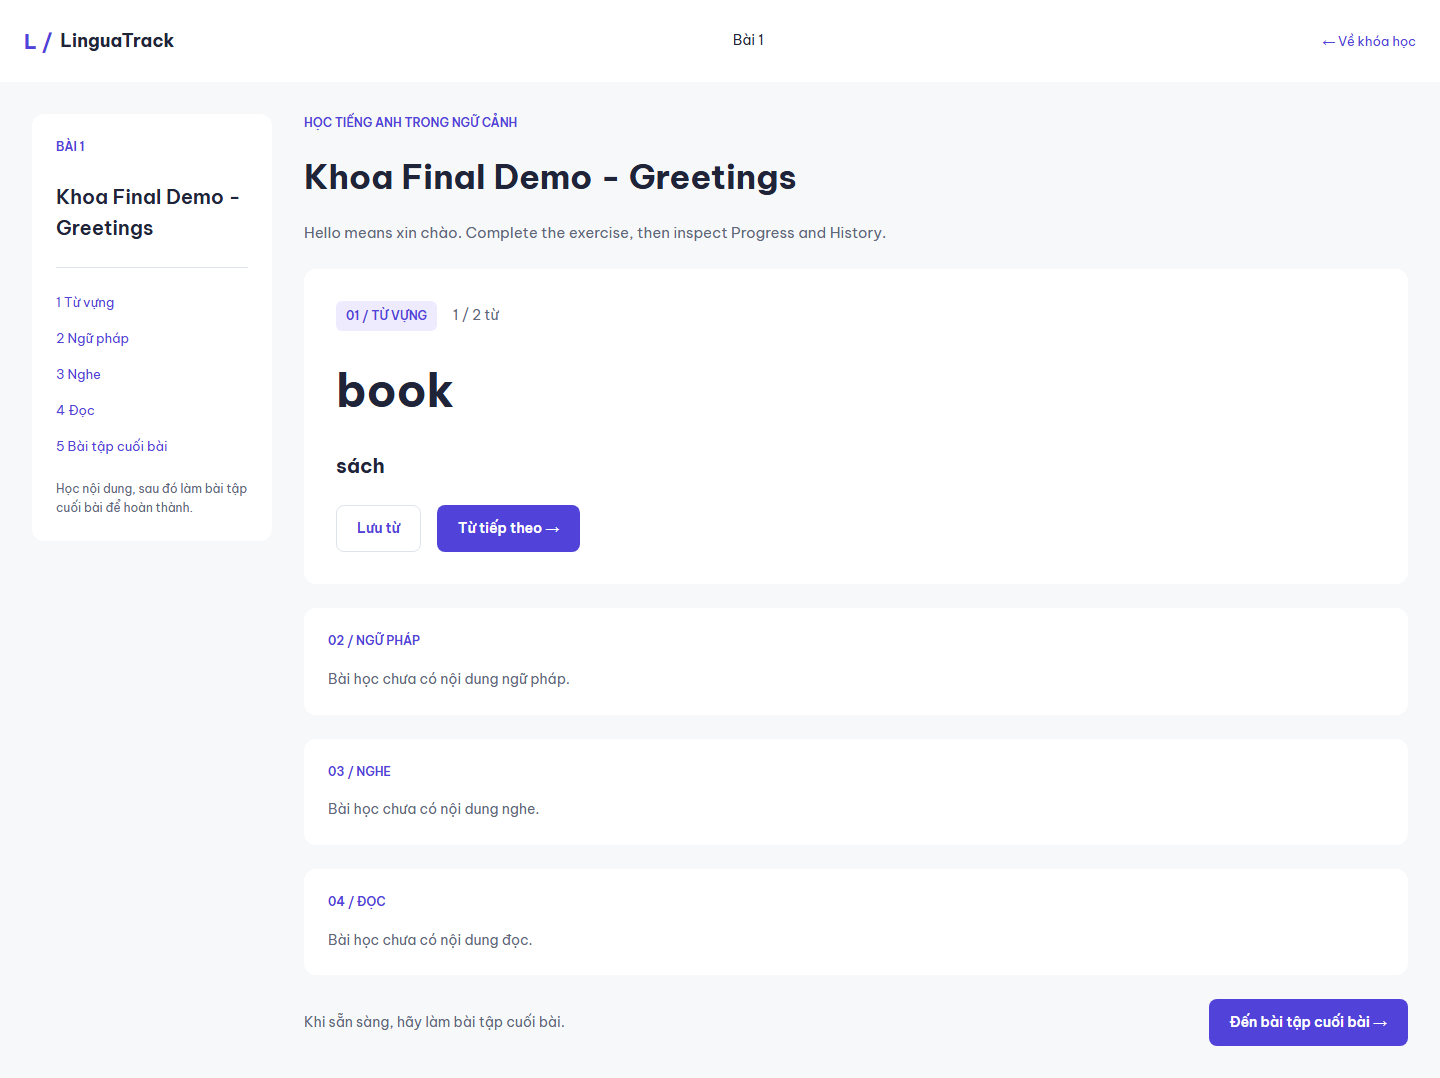 L / LinguaTrack
Bài 1
← Về khóa học
BÀI 1
Khoa Final Demo -
Greetings
1 Từ vựng
2 Ngữ pháp
3 Nghe
4 Đọc
5 Bài tập cuối bài
Học nội dung, sau đó làm bài tập
cuối bài để hoàn thành.
HỌC TIẾNG ANH TRONG NGỮ CẢNH
Khoa Final Demo - Greetings
Hello means xin chào. Complete the exercise, then inspect Progress and History.
01 / TỪ VỰNG
1 / 2 từ
book
sách
Lưu từ
Từ tiếp theo →
02 / NGỮ PHÁP
Bài học chưa có nội dung ngữ pháp.
03 / NGHE
Bài học chưa có nội dung nghe.
04 / ĐỌC
Bài học chưa có nội dung đọc.
Khi sẵn sàng, hãy làm bài tập cuối bài.
Đến bài tập cuối bài →